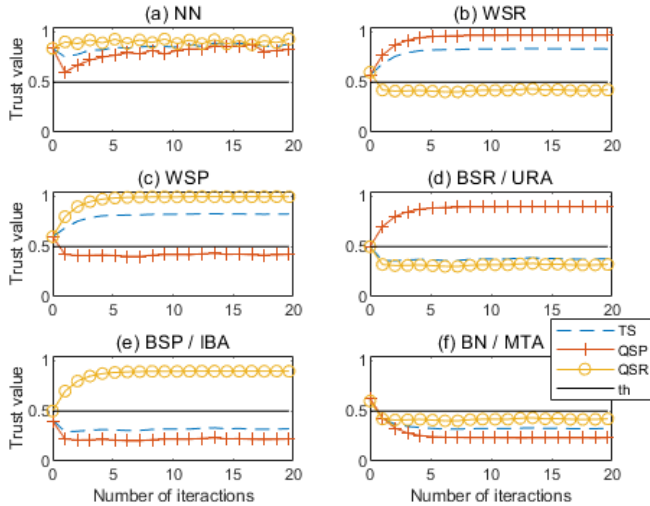 (a) NN
(b) WSR
Trust value
1
0.5
0
0 5 10 15 20
1
0.5
0
0 5 10 15 20
(c) WSP
(d) BSR / URA
Trust value
1
0.5
0
0 5 10 15 20
1
0.5
0
0 5 10 15 20
(e) BSP / IBA
(f) BN / MTA
Trust value
1
0.5
0
0 5 10 15 20
Number of iteractions
1
0.5
0
0 5 10 15 20
Number of iteractions
TS
QSP
QSR
th